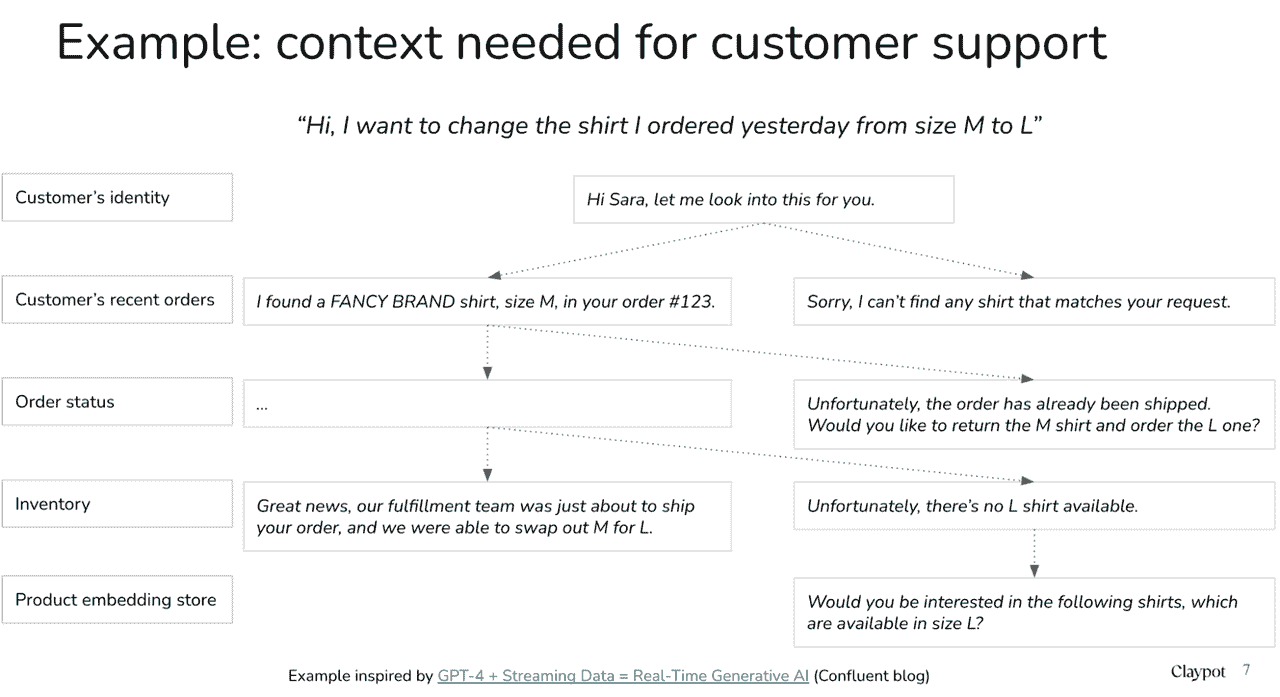 Example: context needed for customer support
“Hi, I want to change the shirt I ordered yesterday from size M to L”
Customer’s identity
Hi Sara, let me look into this for you.
Customer’s recent orders
I found a FANCY BRAND shirt, size M, in your order #123.
Sorry, I can’t find any shirt that matches your request.
Order status
...
Unfortunately, the order has already been shipped.
Would you like to return the M shirt and order the L one?
Inventory
Great news, our fulfillment team was just about to ship
your order, and we were able to swap out M for L.
Unfortunately, there’s no L shirt available.
Product embedding store
Would you be interested in the following shirts, which
are available in size L?
Example inspired by GPT-4 + Streaming Data = Real-Time Generative AI (Confluent blog)
Claypot 7